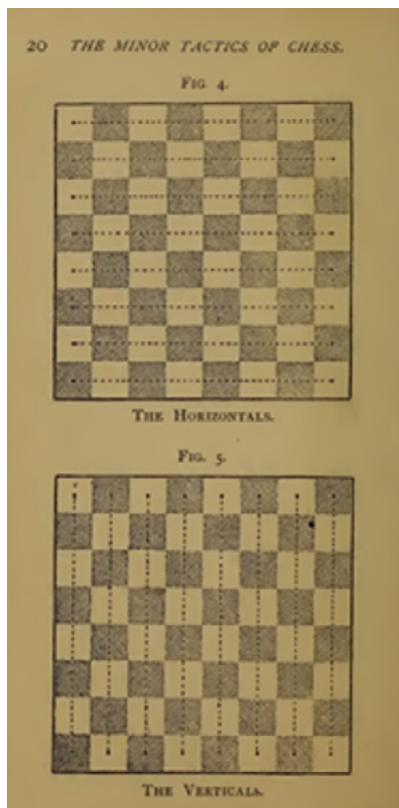 20 THE MINOR TACTICS OF CHESS.
FIG. 4.
THE HORIZONTALS.
FIG. 5.
THE VERTICALS.